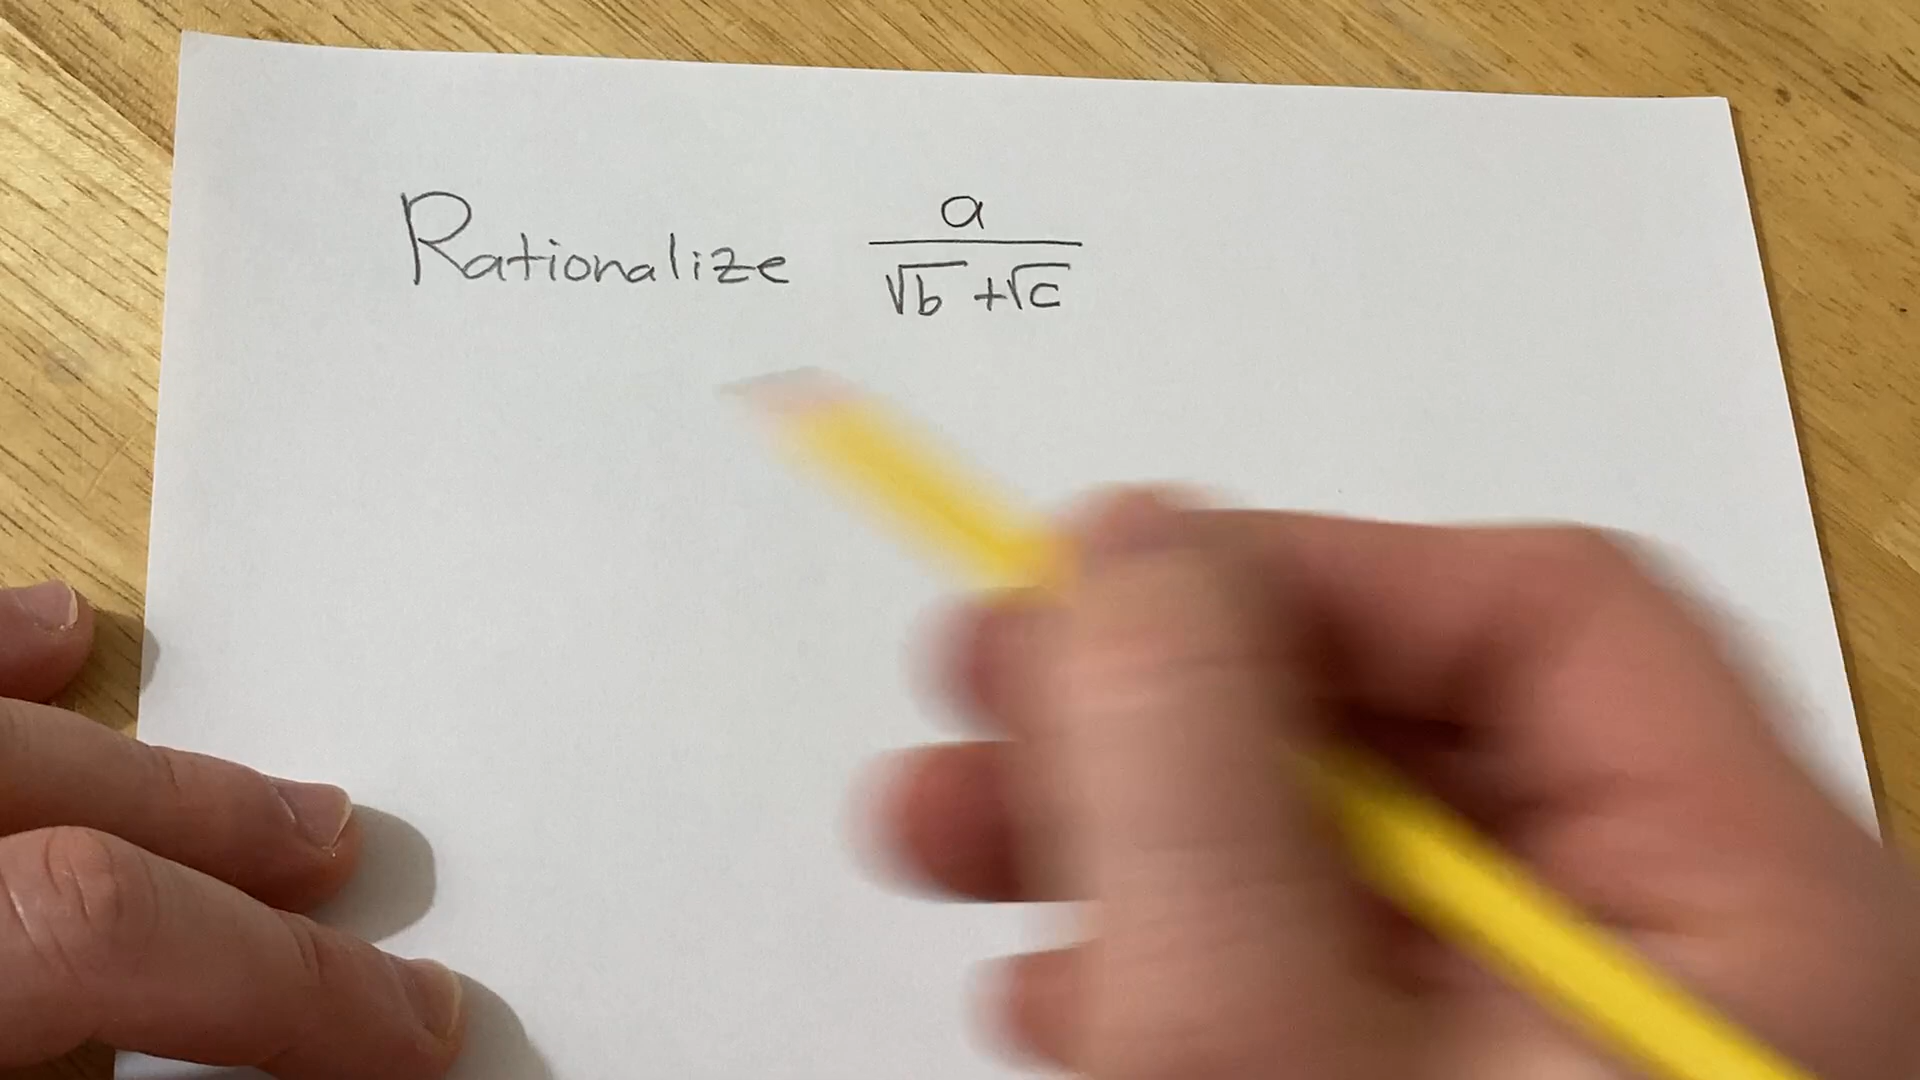 Rationalize a/(√b + √c)